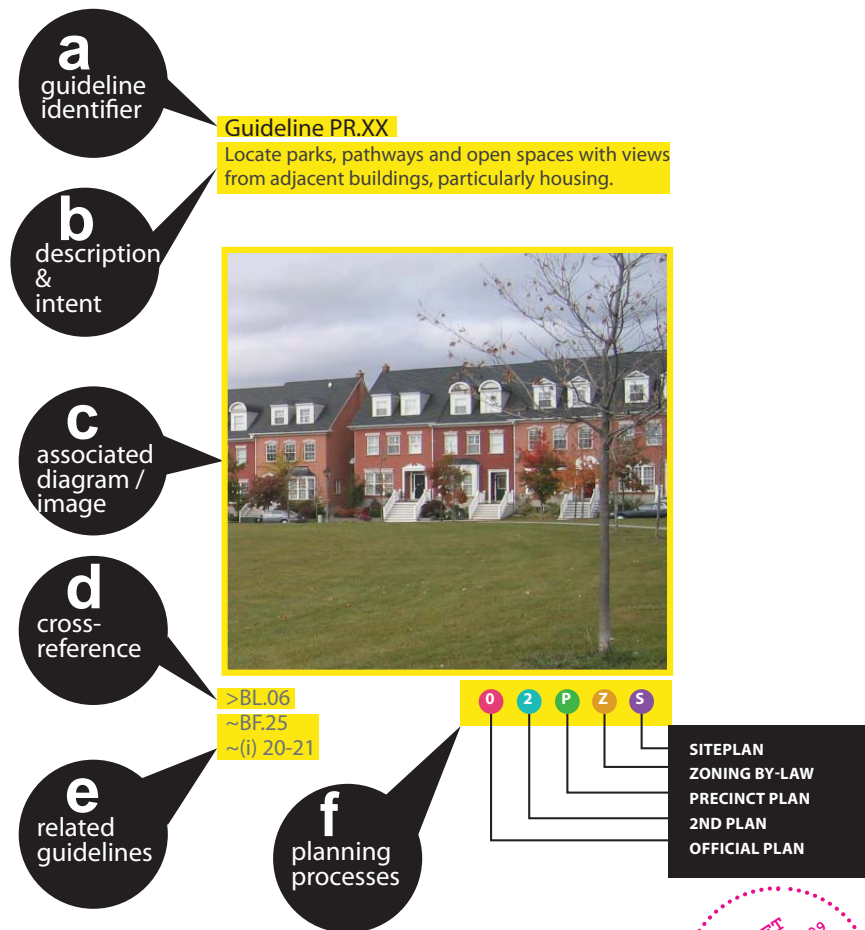 a
guideline
identifier
Guideline PR.XX
Locate parks, pathways and open spaces with views
from adjacent buildings, particularly housing.
b
description
&
intent
c
associated
diagram /
image
d
cross-
reference
>BL.06
~BF.25
~(i) 20-21
e
related
guidelines
f
planning
processes
0 2 P Z S
SITEPLAN
ZONING BY-LAW
PRECINCT PLAN
2ND PLAN
OFFICIAL PLAN